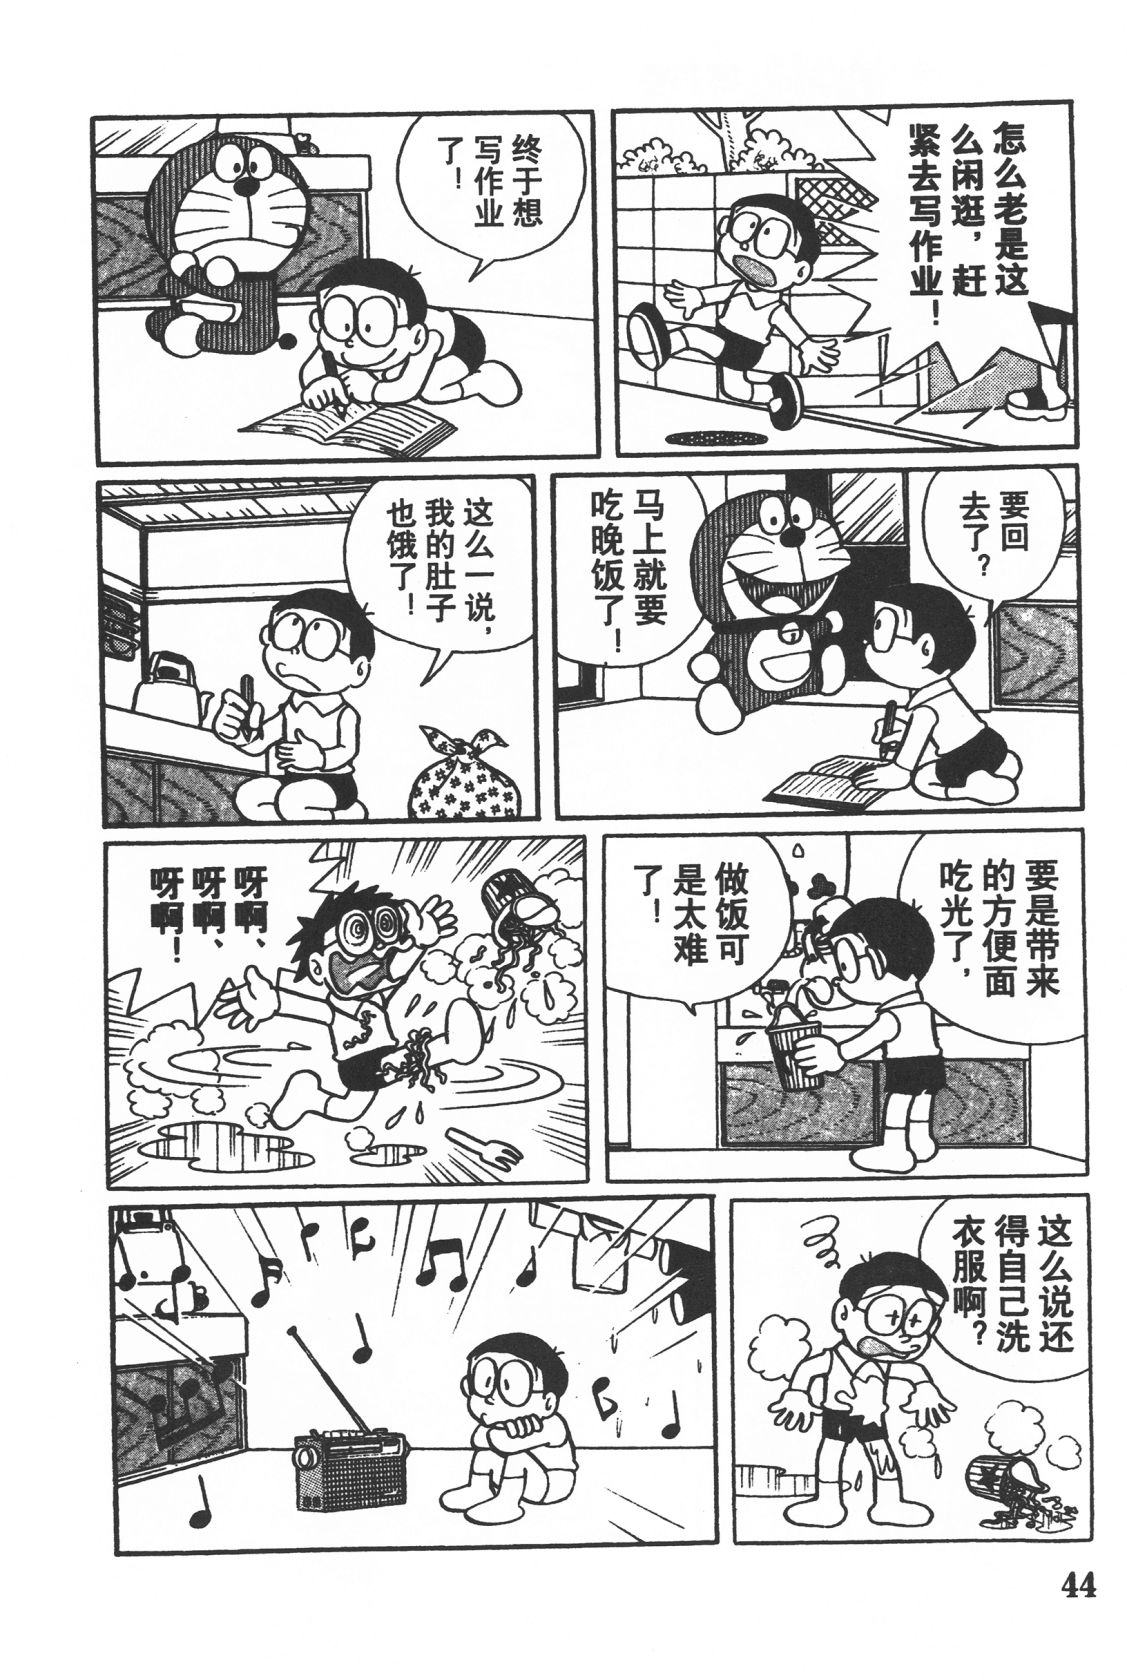 怎么老是这
么闲逛，赶
紧去写作业！
终于想
写作业
了！
要回
去了？
马上就要
吃晚饭了！
这么一说，
我的肚子
也饿了！
要是带来
的方便面
吃光了，
做饭可
是太难
了！
呀啊、
呀啊、
呀啊！
这么说还
得自己洗
衣服啊？
44